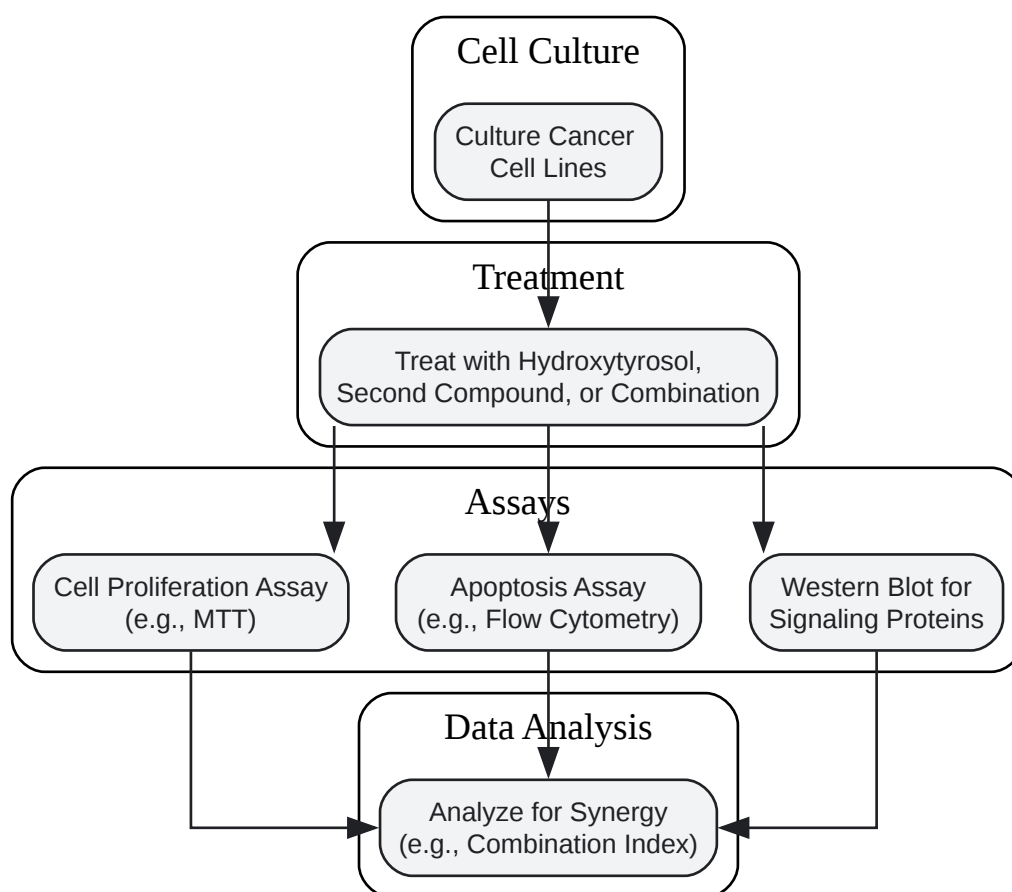 Cell Culture
Culture Cancer
Cell Lines
Treatment
Treat with Hydroxytyrosol,
Second Compound, or Combination
Assays
Cell Proliferation Assay
(e.g., MTT)
Apoptosis Assay
(e.g., Flow Cytometry)
Western Blot for
Signaling Proteins
Data Analysis
Analyze for Synergy
(e.g., Combination Index)